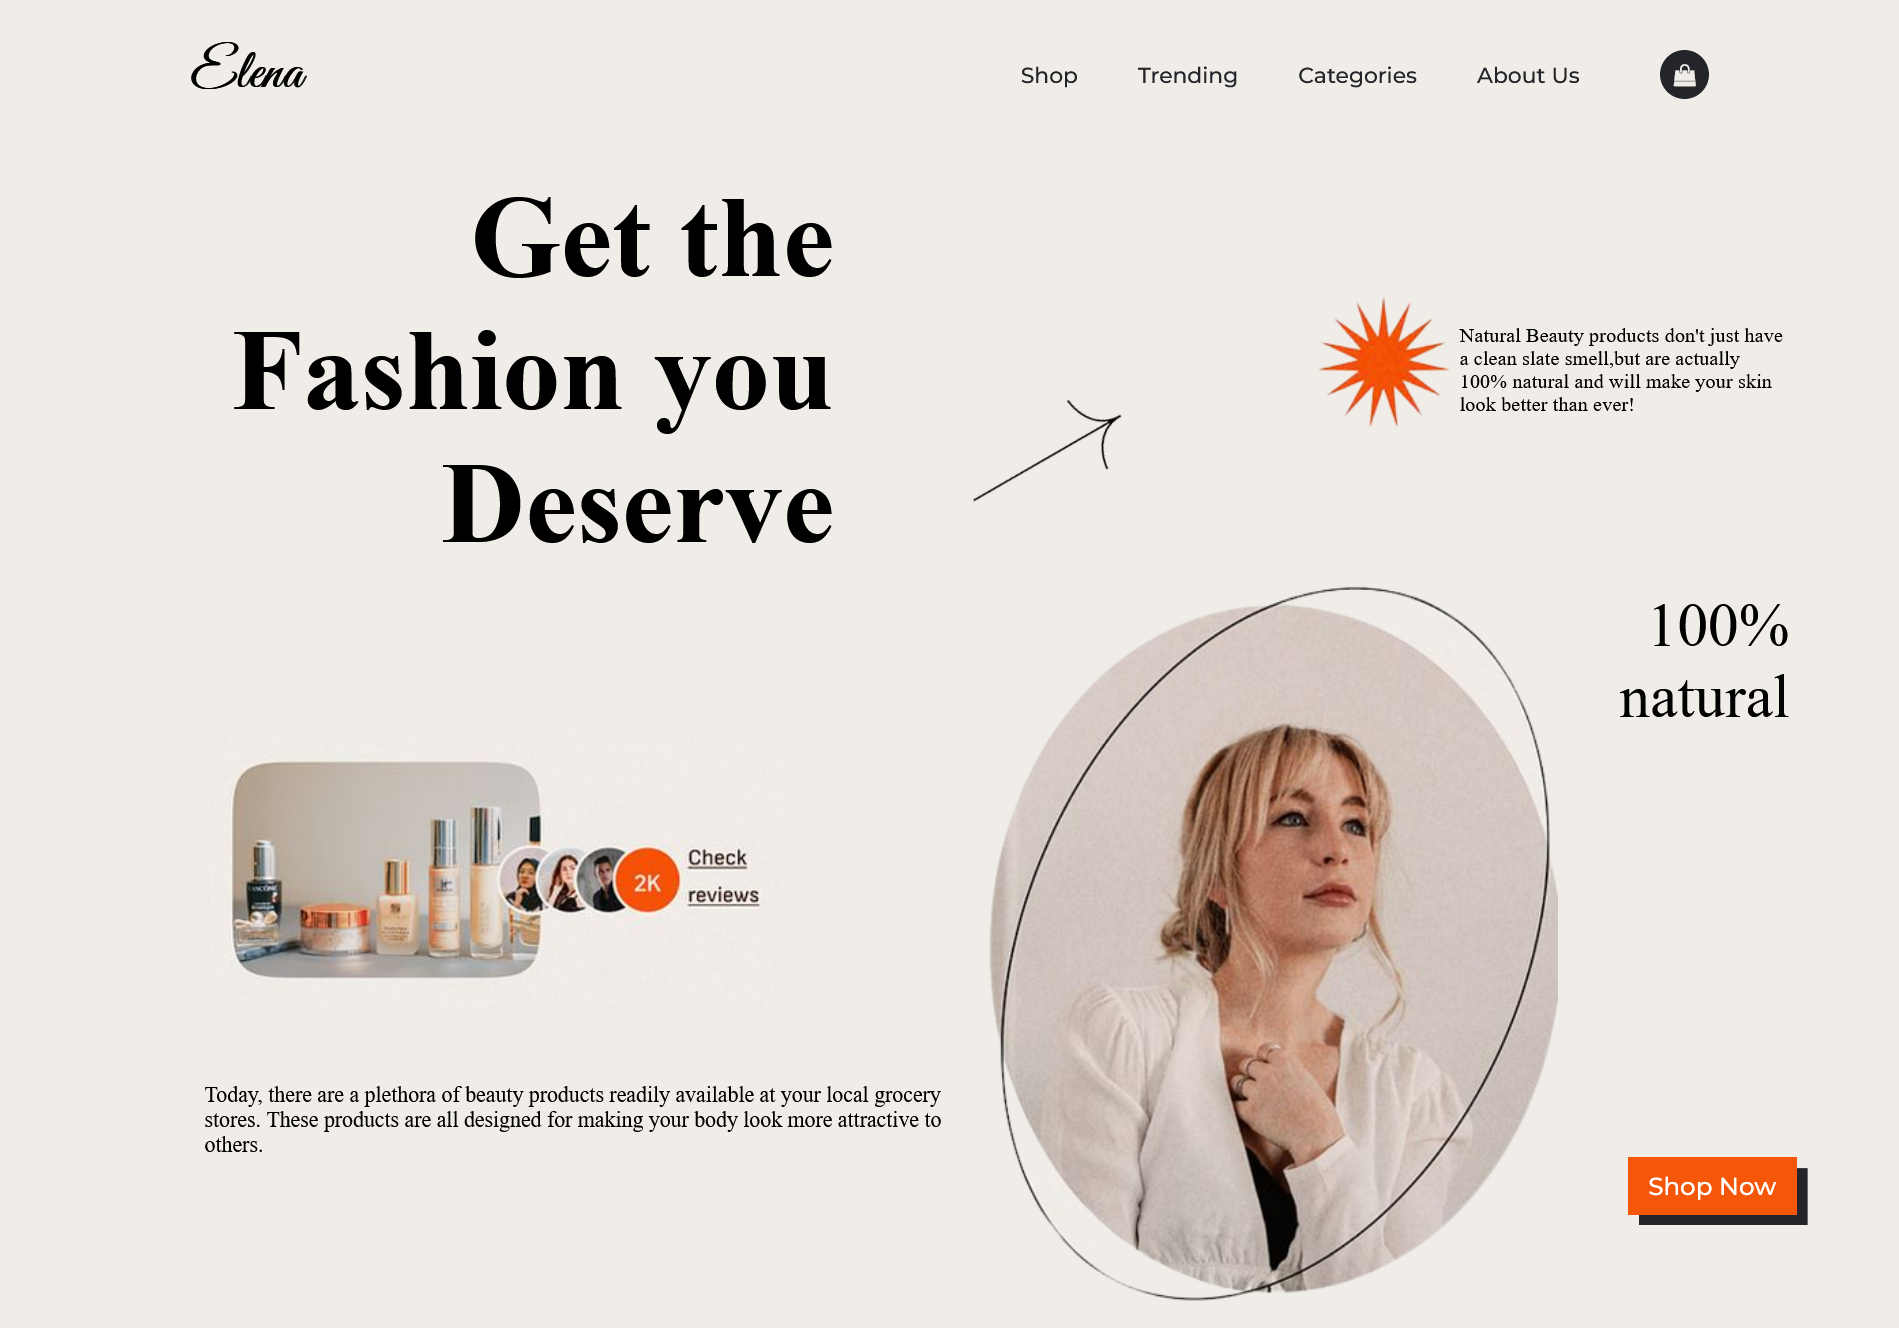 Elena
Shop
Trending
Categories
About Us
Get the
Fashion you
Deserve
Natural Beauty products don't just have
a clean slate smell,but are actually
100% natural and will make your skin
look better than ever!
100%
natural
LANCÔME
2K
Check
reviews
Today, there are a plethora of beauty products readily available at your local grocery
stores. These products are all designed for making your body look more attractive to
others.
Shop Now